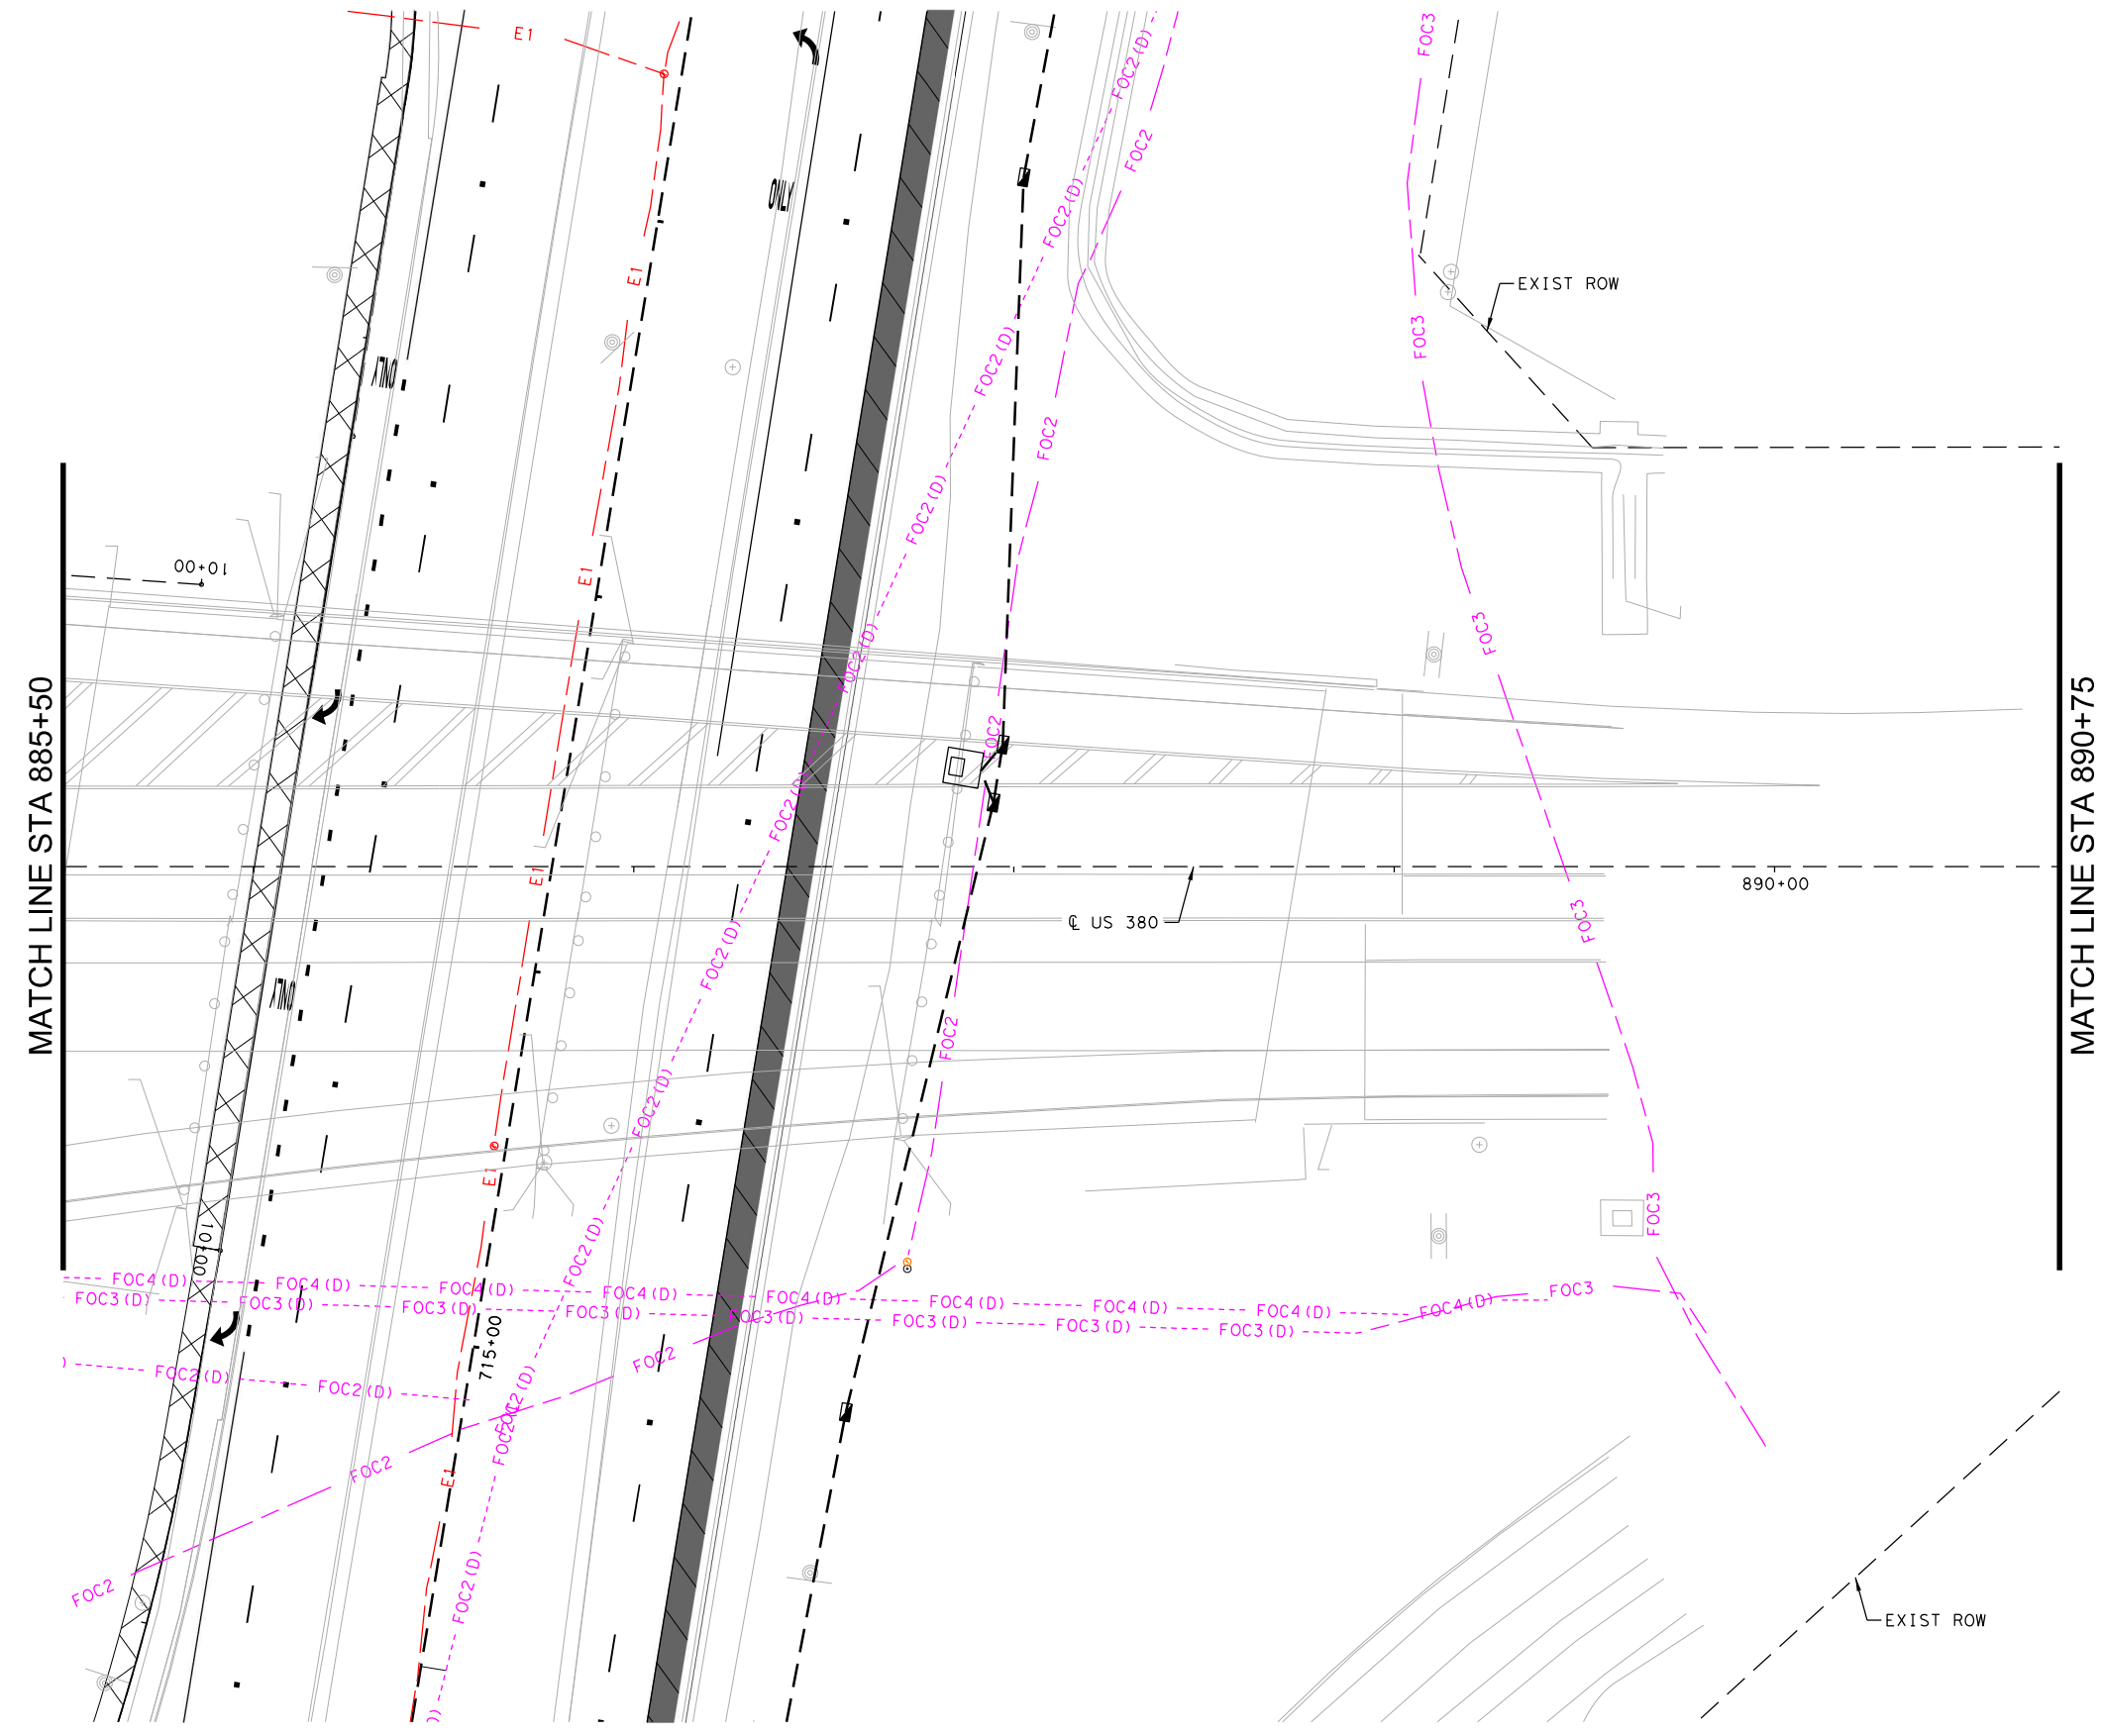 E1
FOC3
FOC2(D)
FOC2
ONLY
FOC2(D)
E1
EXIST ROW
FOC3
FOC2(D)
ONLY
FOC2
FOC2(D)
10+00
E1
FOC3
FOC2(D)
FOC2
MATCH LINE STA 885+50
MATCH LINE STA 890+75
FOC2(D)
E1
890+00
℄ US 380
FOC3
FOC2(D)
ONLY
FOC2
FOC2(D)
E1
FOC3
10+00
FOC2(D)
FOC4(D) FOC4(D) FOC4(D) FOC4(D) FOC4(D) FOC4(D) FOC4(D) FOC4(D) FOC4(D) FOC3
FOC3(D) FOC3(D) FOC3(D) FOC3(D) FOC3(D) FOC3(D) FOC3(D) FOC3(D)
715+00
FOC2
)
FOC2(D) FOC2(D)
FOC2(D)
FOC2(D)
FOC2
E1
FOC2
FOC2(D)
EXIST ROW
D)